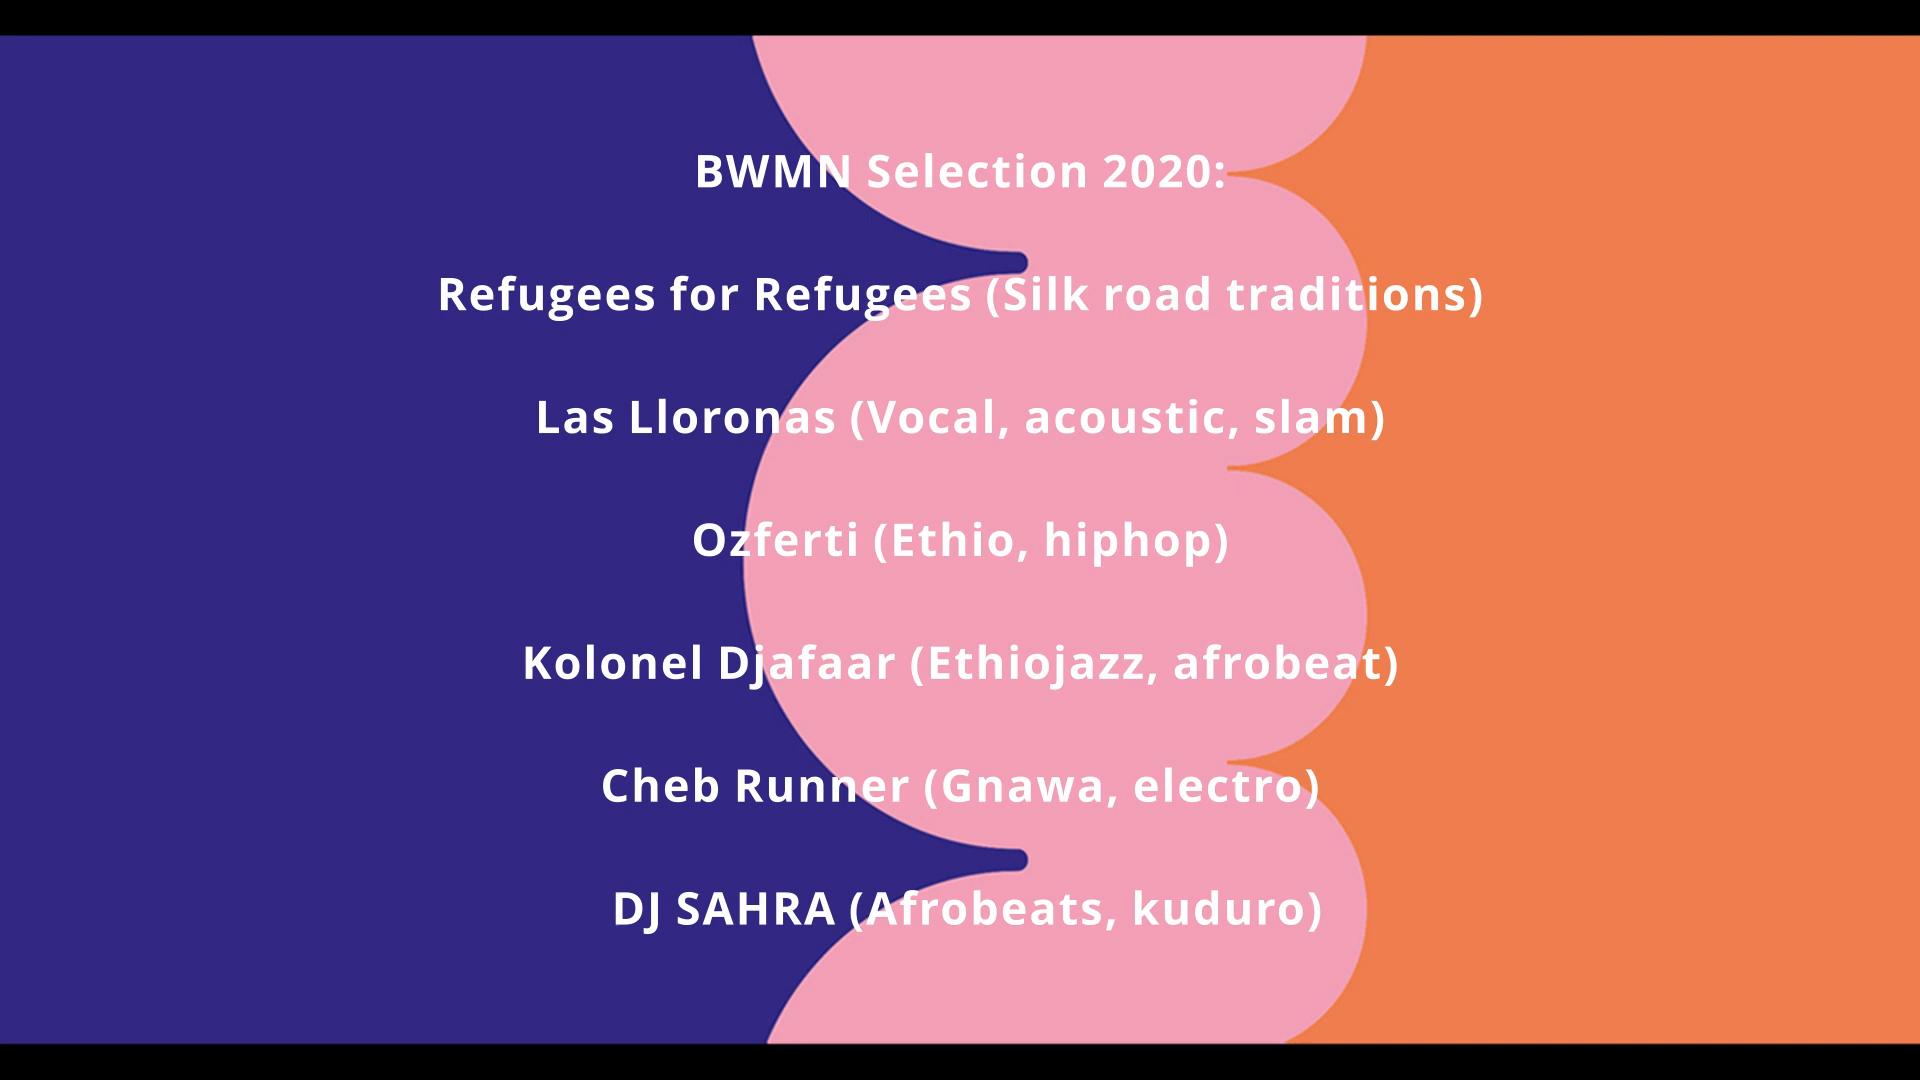 BWMN Selection 2020:
Refugees for Refugees (Silk road traditions)
Las Lloronas (Vocal, acoustic, slam)
Ozferti (Ethio, hiphop)
Kolonel Djafaar (Ethiojazz, afrobeat)
Cheb Runner (Gnawa, electro)
DJ SAHRA (Afrobeats, kuduro)